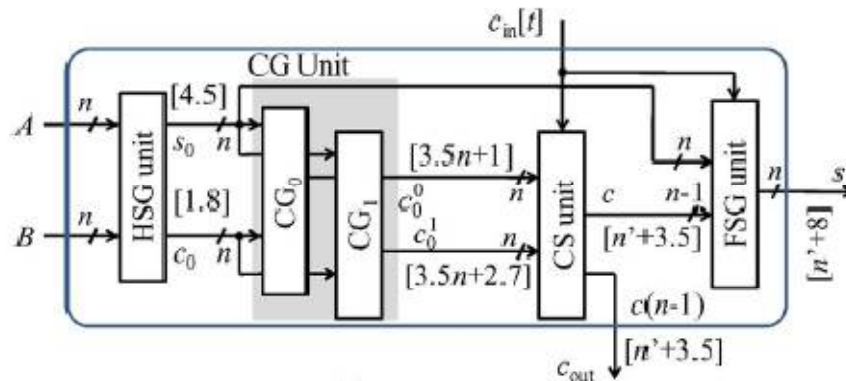 c_in[t]
CG Unit
A
n
HSG unit
[4.5]
s_0
n
CG_0
CG_1
[3.5n+1]
n
c_0^0
CS unit
c
n-1
[n'+3.5]
n
FSG unit
n
s
[n'+8]
B
n
[1.8]
c_0
n
c_0^1
n
[3.5n+2.7]
c(n-1)
[n'+3.5]
c_out